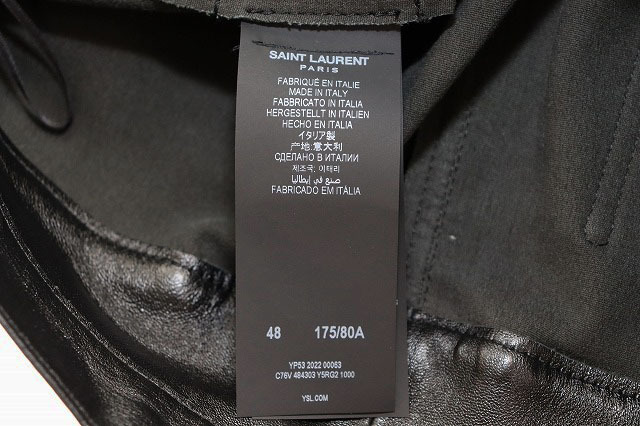 SAINT LAURENT
PARIS
FABRIQUÉ EN ITALIE
MADE IN ITALY
FABBRICATO IN ITALIA
HERGESTELLT IN ITALIEN
HECHO EN ITALIA
イタリア製
产地:意大利
СДЕЛАНО В ИТАЛИИ
제조국: 이태리
صنع في إيطاليا
FABRICADO EM ITÁLIA
48 175/80A
YP53 2022 00063
C76V 484303 Y5RG2 1000
YSL.COM